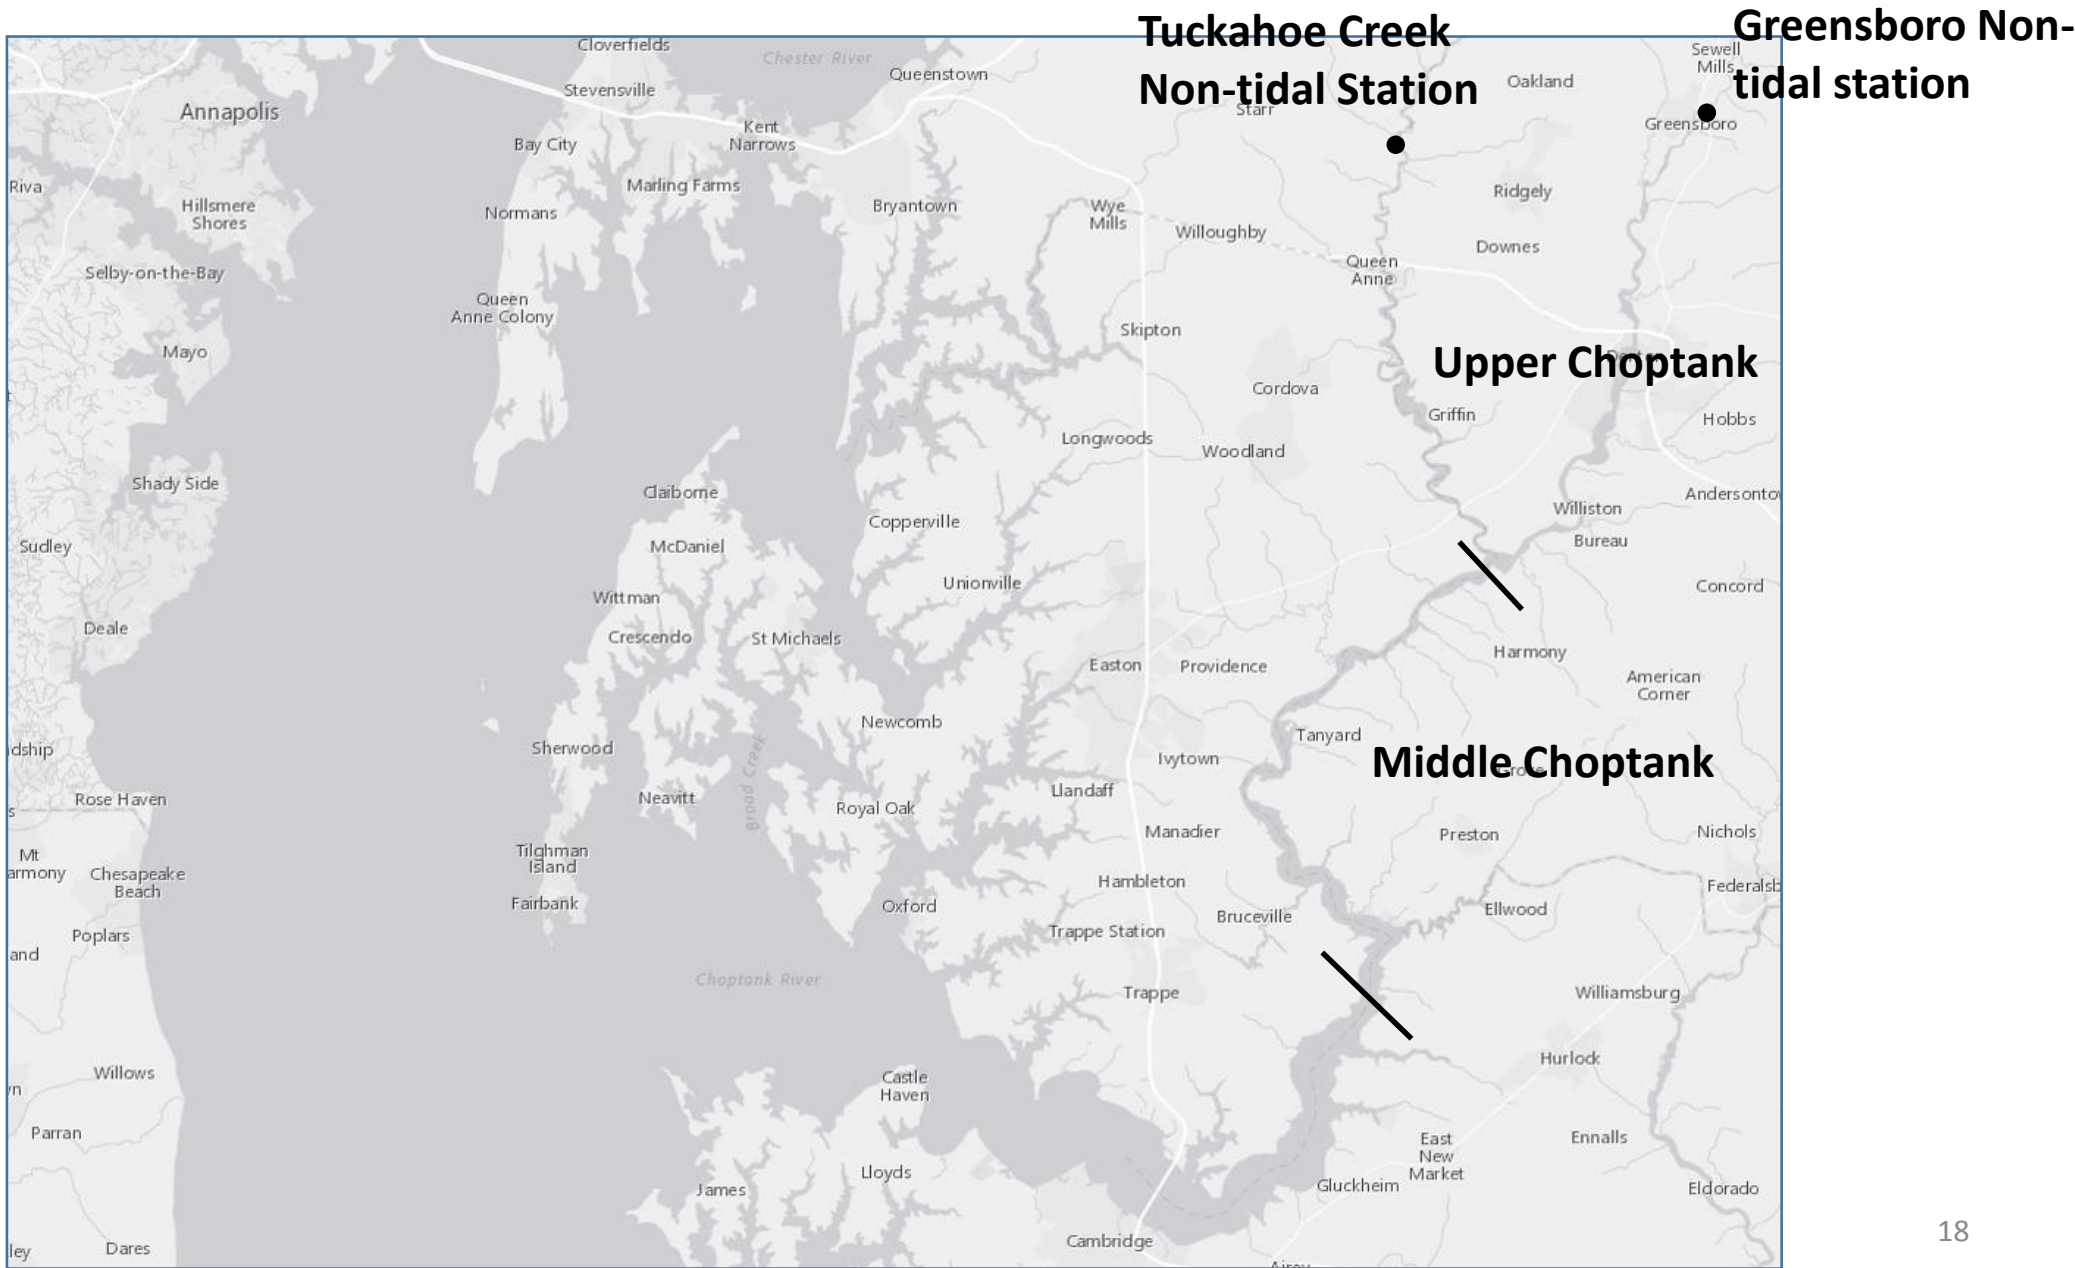 Tuckahoe Creek
Non-tidal Station
Greensboro Non-
tidal station
Cloverfields
Chester River
Queenstown
Sewell
Mills
Oakland
Stevensville
Annapolis
Starr
Greensboro
Kent
Narrows
Bay City
Riva
Marling Farms
Ridgely
Hillsmere
Shores
Normans
Bryantown
Wye
Mills
Willoughby
Downes
Selby-on-the-Bay
Queen
Anne
Queen
Anne Colony
Skipton
Mayo
Upper Choptank
Cordova
Griffin
Hobbs
Longwoods
Woodland
Shady Side
Claiborne
Andersonto
Williston
Copperville
Bureau
Sudley
McDaniel
Unionville
Concord
Wittman
Deale
Crescendo
St Michaels
Harmony
Easton
Providence
American
Corner
Newcomb
Tanyard
dship
Sherwood
Broad Creek
Ivytown
Middle Choptank
Llandaff
Rose Haven
Neavitt
Royal Oak
s
Manadier
Preston
Nichols
Mt
armony
Tilghman
Island
Chesapeake
Beach
Hambleton
Federalsb
Fairbank
Oxford
Bruceville
Ellwood
Poplars
Trappe Station
and
Choptank River
Trappe
Williamsburg
Willows
Hurlock
Castle
Haven
Parran
East
New
Market
Ennalls
Lloyds
James
Gluckheim
Eldorado
18
ley
Dares
Cambridge